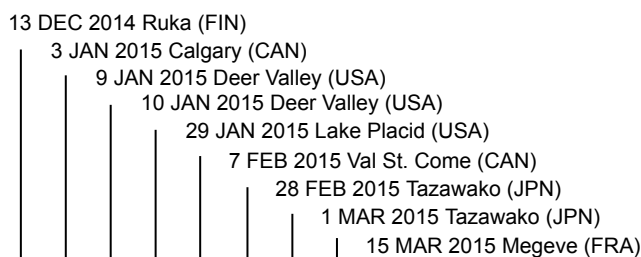 13 DEC 2014 Ruka (FIN)
3 JAN 2015 Calgary (CAN)
9 JAN 2015 Deer Valley (USA)
10 JAN 2015 Deer Valley (USA)
29 JAN 2015 Lake Placid (USA)
7 FEB 2015 Val St. Come (CAN)
28 FEB 2015 Tazawako (JPN)
1 MAR 2015 Tazawako (JPN)
15 MAR 2015 Megeve (FRA)